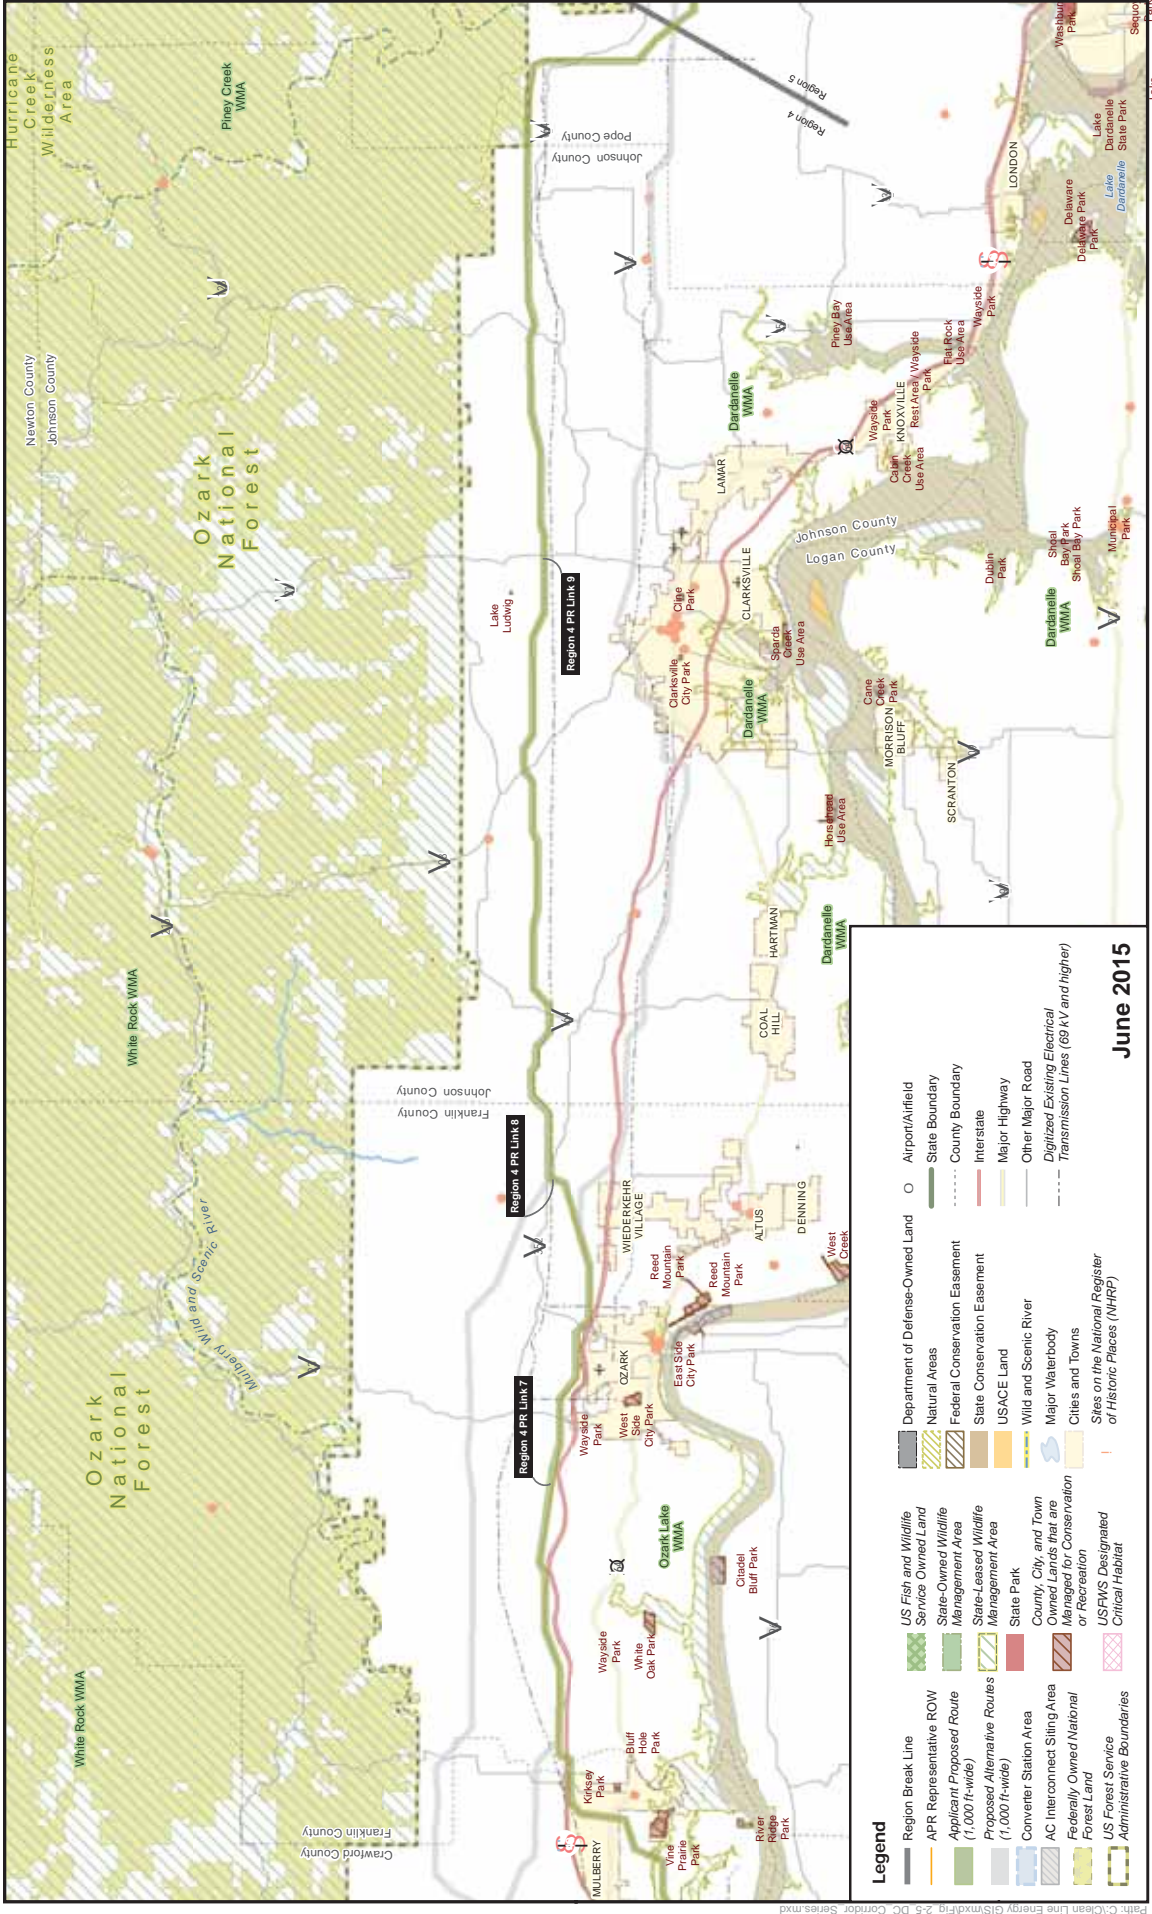 Hurricane
Creek
Wilderness
Area
Piney Creek
WMA
Newton County
Johnson County
Ozark
National
Forest
White Rock WMA
Mulberry Wild and Scenic River
Ozark
National
Forest
White Rock WMA
Pope County
Johnson County
Region 5
Region 4
Lake
Ludwig
Region 4 PR Link 9
Johnson County
Franklin County
Region 4 PR Link 8
Region 4 PR Link 7
Franklin County
Crawford County
Washbur
Park
Sequo
Park
Lake
Dardanelle
State Park
Lake
Dardanelle
LONDON
Delaware
Delaware Park
Park
Wayside
Park
Piney Bay
Use Area
Flat Rock
Use Area
Rest Area / Wayside
Park
KNOXVILLE
Wayside
Park
Cabin
Creek
Use Area
Dardanelle
WMA
LAMAR
Johnson County
Logan County
CLARKSVILLE
Cline
Park
Clarksville
City Park
Spadra
Creek
Use Area
Dardanelle
WMA
Dublin
Park
Shoal
Bay Park
Shoal Bay Park
Municipal
Park
Dardanelle
WMA
Cane
Creek
Park
MORRISON
BLUFF
SCRANTON
Horsehead
Use Area
Dardanelle
WMA
HARTMAN
COAL
HILL
WIEDERKEHR
VILLAGE
ALTUS
DENNING
Reed
Mountain
Park
Reed
Mountain
Park
West
Creek
OZARK
East Side
City Park
West
Side
City Park
Wayside
Park
Ozark Lake
WMA
Citadel
Bluff Park
Wayside
Park
White
Oak Park
Bluff
Hole
Park
Kirksey
Park
Vine
Prairie
Park
River
Ridge
Park
MULBERRY
Legend
Region Break Line
APR Representative ROW
Applicant Proposed Route
(1,000 ft-wide)
Proposed Alternative Routes
(1,000 ft-wide)
Converter Station Area
AC Interconnect Siting Area
Federally Owned National
Forest Land
US Forest Service
Administrative Boundaries
US Fish and Wildlife
Service Owned Land
State-Owned Wildlife
Management Area
State-Leased Wildlife
Management Area
State Park
County, City, and Town
Owned Lands that are
Managed for Conservation
or Recreation
USFWS Designated
Critical Habitat
Department of Defense-Owned Land
Natural Areas
Federal Conservation Easement
State Conservation Easement
USACE Land
Wild and Scenic River
Major Waterbody
Cities and Towns
Sites on the National Register
of Historic Places (NHRP)
Airport/Airfield
State Boundary
County Boundary
Interstate
Major Highway
Other Major Road
Digitized Existing Electrical
Transmission Lines (69 kV and higher)
June 2015
Path: C:\Clean Line Energy GIS\mxd\Fig_2-5_DC_Corridor_Series.mxd